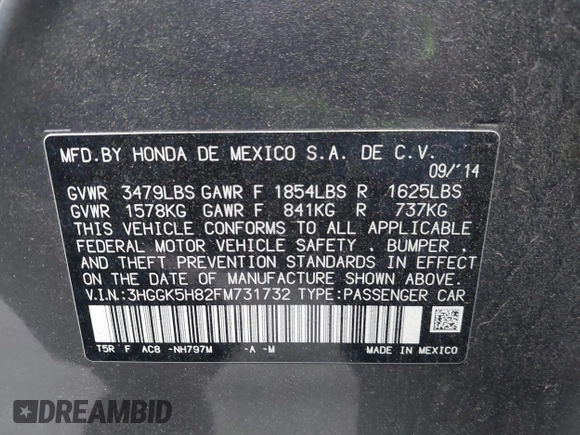 MFD.BY HONDA DE MEXICO S.A. DE C.V.
09/'14
GVWR 3479LBS GAWR F 1854LBS R 1625LBS
GVWR 1578KG GAWR F 841KG R 737KG
THIS VEHICLE CONFORMS TO ALL APPLICABLE
FEDERAL MOTOR VEHICLE SAFETY , BUMPER ,
AND THEFT PREVENTION STANDARDS IN EFFECT
ON THE DATE OF MANUFACTURE SHOWN ABOVE.
V.I.N.:3HGGK5H82FM731732 TYPE:PASSENGER CAR
T5R F AC8 -NH797M -A -M MADE IN MEXICO
DREAMBID